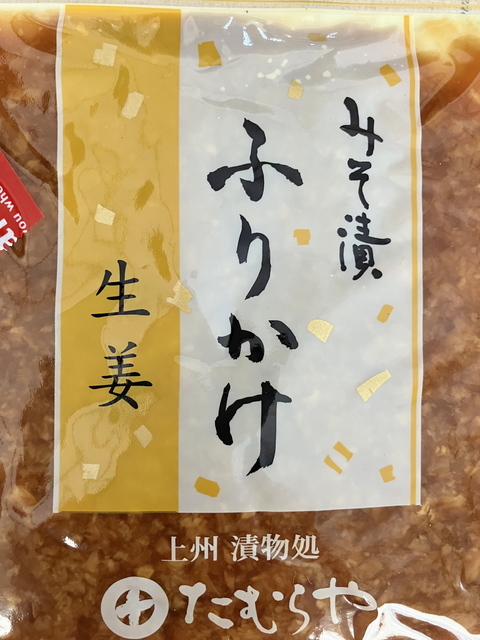 みそ漬
ふりかけ
生姜
上州 漬物処
たむらや